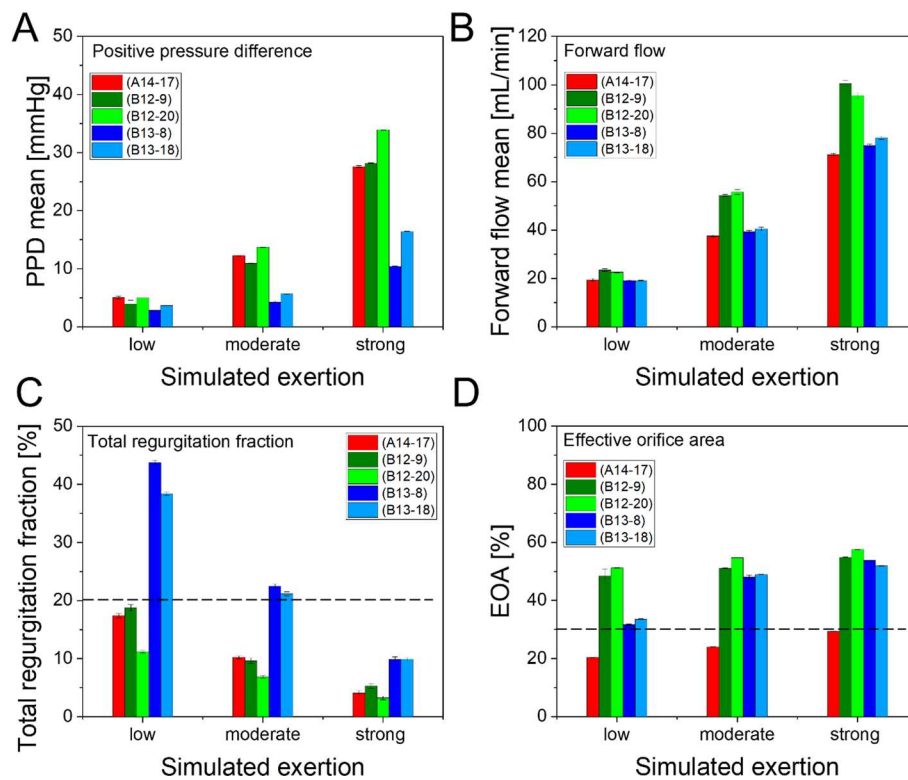 A
Positive pressure difference
(A14-17)
(B12-9)
(B12-20)
(B13-8)
(B13-18)
PPD mean [mmHg]
50
40
30
20
10
0
low moderate strong
Simulated exertion
B
Forward flow
(A14-17)
(B12-9)
(B12-20)
(B13-8)
(B13-18)
Forward flow mean [mL/min]
120
100
80
60
40
20
0
low moderate strong
Simulated exertion
C
Total regurgitation fraction
(A14-17)
(B12-9)
(B12-20)
(B13-8)
(B13-18)
Total regurgitation fraction [%]
50
40
30
20
10
0
low moderate strong
Simulated exertion
D
Effective orifice area
(A14-17)
(B12-9)
(B12-20)
(B13-8)
(B13-18)
EOA [%]
100
80
60
40
20
0
low moderate strong
Simulated exertion